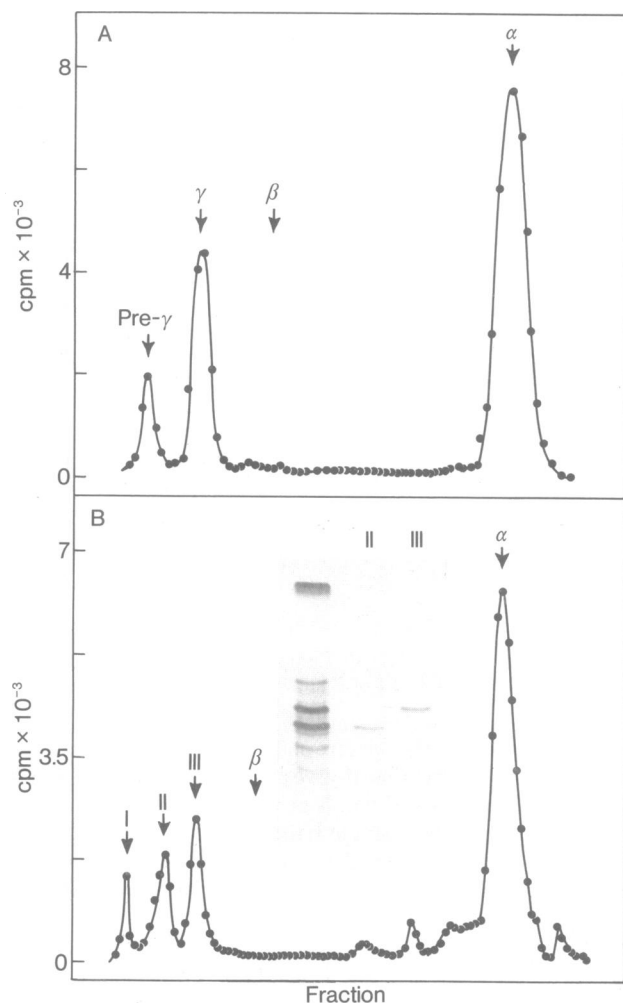 A
α
8
γ
β
cpm × 10⁻³
4
Pre-γ
0
B
7
II
III
α
cpm × 10⁻³
3.5
III
β
II
I
0
Fraction